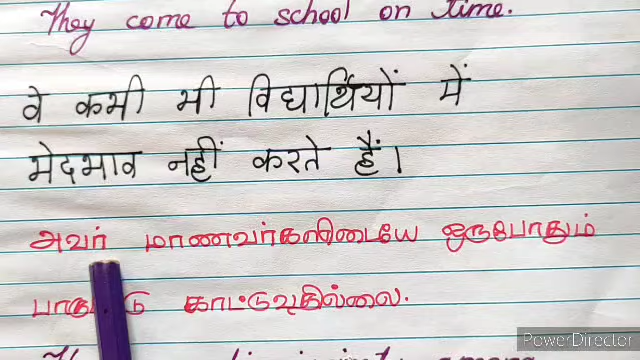 They come to school on time.
वे कभी भी विद्यार्थियों में
भेदभाव नहीं करते हैं।
அவர் மாணவர்களிடையே ஒருபோதும்
காட்டுவதில்லை.
PowerDirector